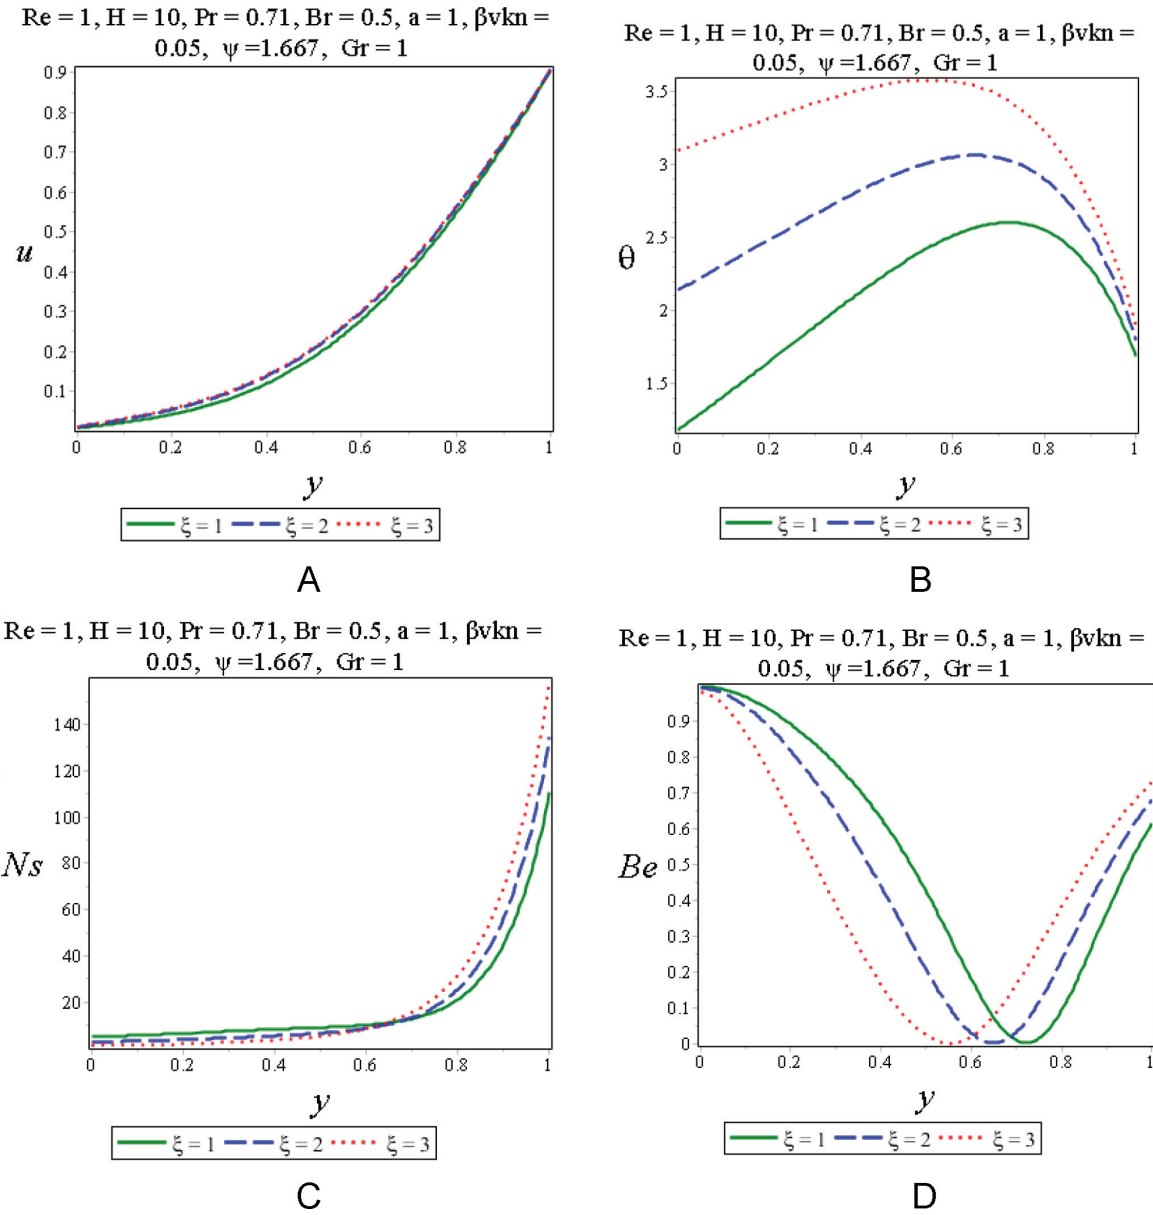 Re = 1, H = 10, Pr = 0.71, Br = 0.5, a = 1, βvkn =
0.05, ψ =1.667, Gr = 1
0.9
0.8
0.7
0.6
0.5
0.4
0.3
0.2
0.1
u
0 0.2 0.4 0.6 0.8 1
y
ξ = 1 ξ = 2 ξ = 3
A
Re = 1, H = 10, Pr = 0.71, Br = 0.5, a = 1, βvkn =
0.05, ψ =1.667, Gr = 1
3.5
3
2.5
2
1.5
θ
0 0.2 0.4 0.6 0.8 1
y
ξ = 1 ξ = 2 ξ = 3
B
Re = 1, H = 10, Pr = 0.71, Br = 0.5, a = 1, βvkn =
0.05, ψ =1.667, Gr = 1
140
120
100
80
60
40
20
Ns
0 0.2 0.4 0.6 0.8 1
y
ξ = 1 ξ = 2 ξ = 3
C
Re = 1, H = 10, Pr = 0.71, Br = 0.5, a = 1, βvkn =
0.05, ψ =1.667, Gr = 1
0.9
0.8
0.7
0.6
0.5
0.4
0.3
0.2
0.1
0
Be
0 0.2 0.4 0.6 0.8 1
y
ξ = 1 ξ = 2 ξ = 3
D